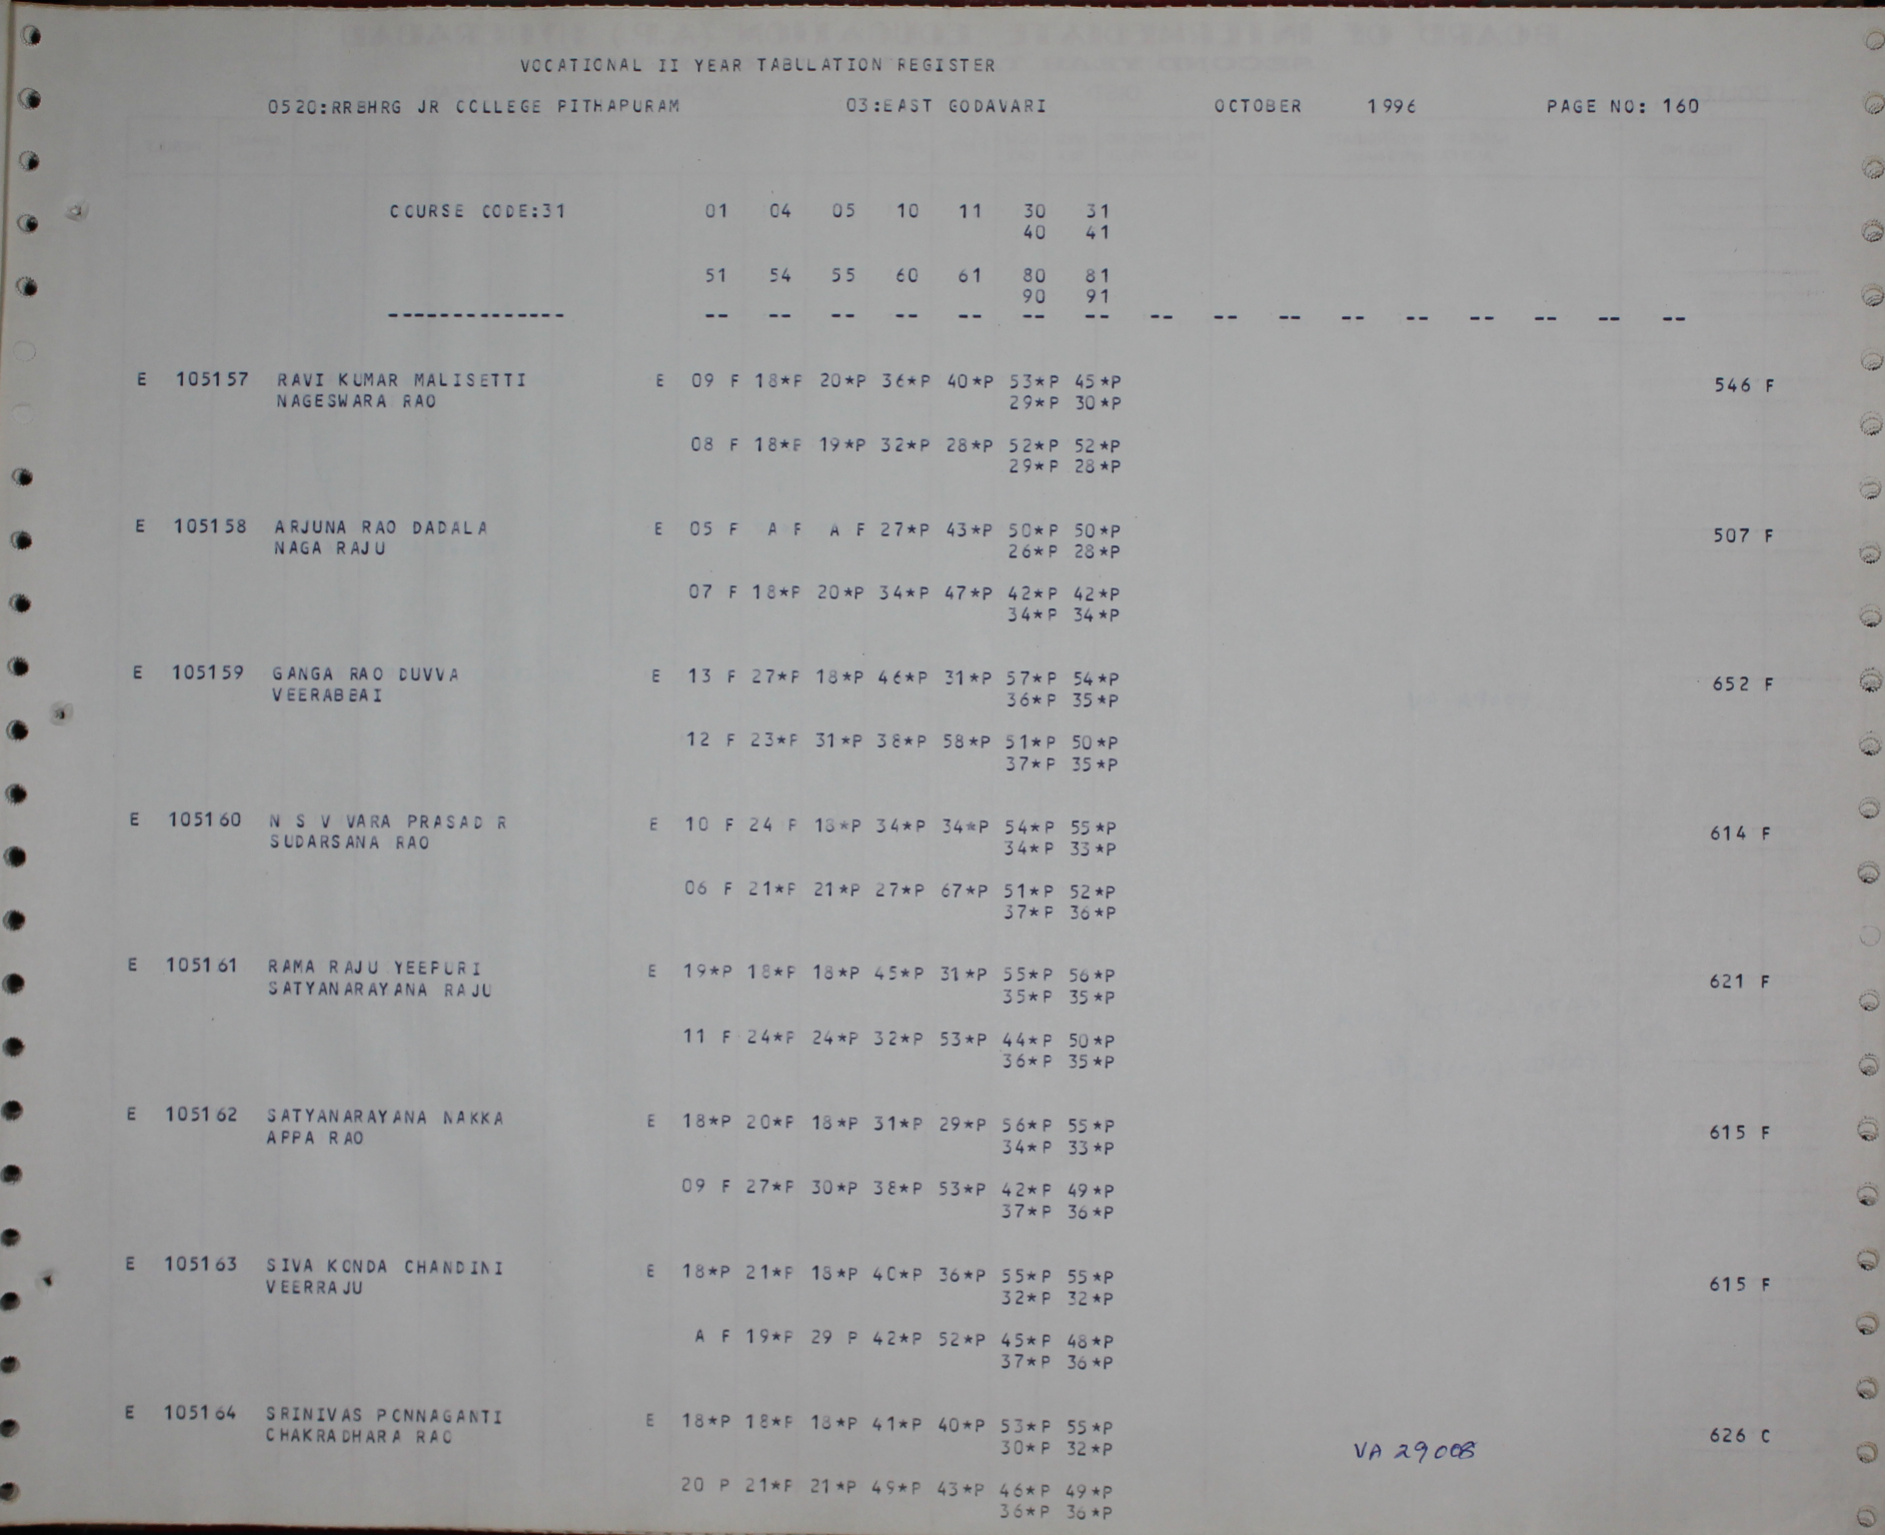 VOCATIONAL II YEAR TABULATION REGISTER
0520:RRBHRG JR COLLEGE PITHAPURAM 03:EAST GODAVARI OCTOBER 1996 PAGE NO: 160
COURSE CODE:31 01 04 05 10 11 30 31
40 41
51 54 55 60 61 80 81
90 91
-------------- -- -- -- -- -- -- -- -- -- -- -- -- -- -- -- --
E 105157 RAVI KUMAR MALISETTI E 09 F 18*P 20*P 36*P 40*P 53*P 45*P 546 F
NAGESWARA RAO 29*P 30*P
08 F 18*P 19*P 32*P 28*P 52*P 52*P
29*P 28*P
E 105158 ARJUNA RAO DADALA E 05 F A F A F 27*P 43*P 50*P 50*P 507 F
NAGA RAJU 26*P 28*P
07 F 18*P 20*P 34*P 47*P 42*P 42*P
34*P 34*P
E 105159 GANGA RAO DUVVA E 13 F 27*P 18*P 46*P 31*P 57*P 54*P 652 F
VEERABBAI 36*P 35*P
12 F 23*P 31*P 38*P 58*P 51*P 50*P
37*P 35*P
E 105160 N S V VARA PRASAD R E 10 F 24 P 18*P 34*P 34*P 54*P 55*P 614 F
SUDARSANA RAO 34*P 33*P
06 F 21*P 21*P 27*P 67*P 51*P 52*P
37*P 36*P
E 105161 RAMA RAJU YEEPURI E 19*P 18*P 18*P 45*P 31*P 55*P 56*P 621 F
SATYANARAYANA RAJU 35*P 35*P
11 F 24*P 24*P 32*P 53*P 44*P 50*P
36*P 35*P
E 105162 SATYANARAYANA NAKKA E 18*P 20*P 18*P 31*P 29*P 56*P 55*P 615 F
APPA RAO 34*P 33*P
09 F 27*P 30*P 38*P 53*P 42*P 49*P
37*P 36*P
E 105163 SIVA KONDA CHANDINI E 18*P 21*P 18*P 40*P 36*P 55*P 55*P 615 F
VEERRAJU 32*P 32*P
A F 19*P 29 P 42*P 52*P 45*P 48*P
37*P 36*P
E 105164 SRINIVAS PONNAGANTI E 18*P 18*P 18*P 41*P 40*P 53*P 55*P 626 C
CHAKRADHARA RAO 30*P 32*P VA 29008
20 P 21*P 21*P 49*P 43*P 46*P 49*P
36*P 36*P